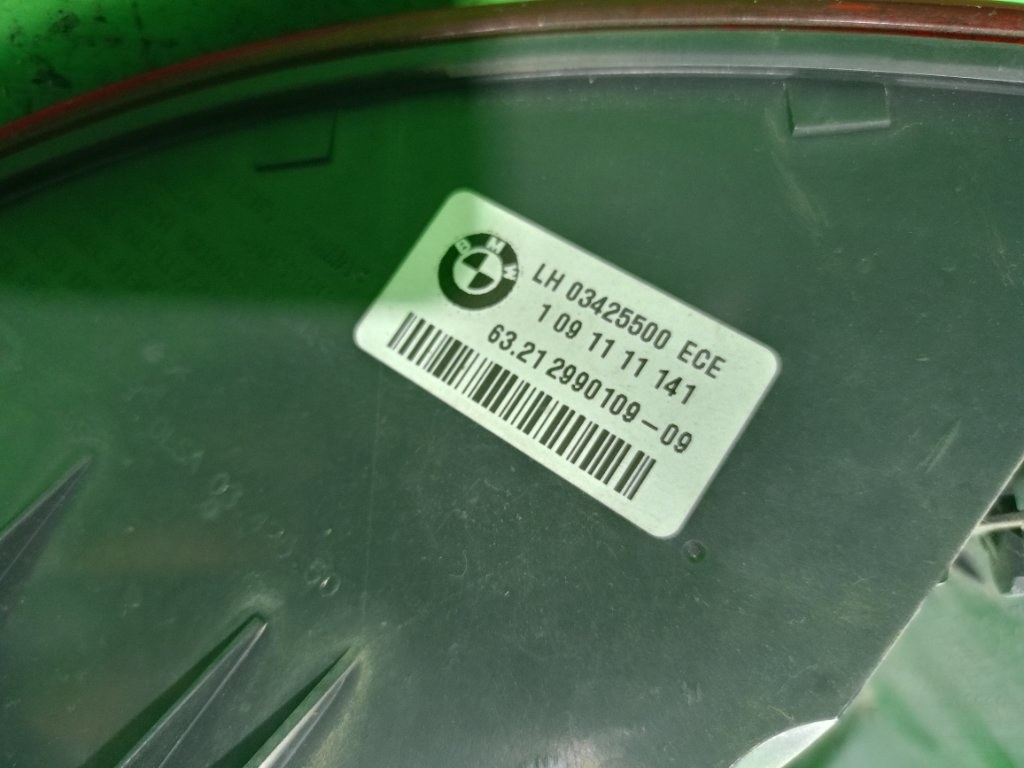 BMW
LH 03425500 ECE
1 09 11 11 141
63.21 2990109-09